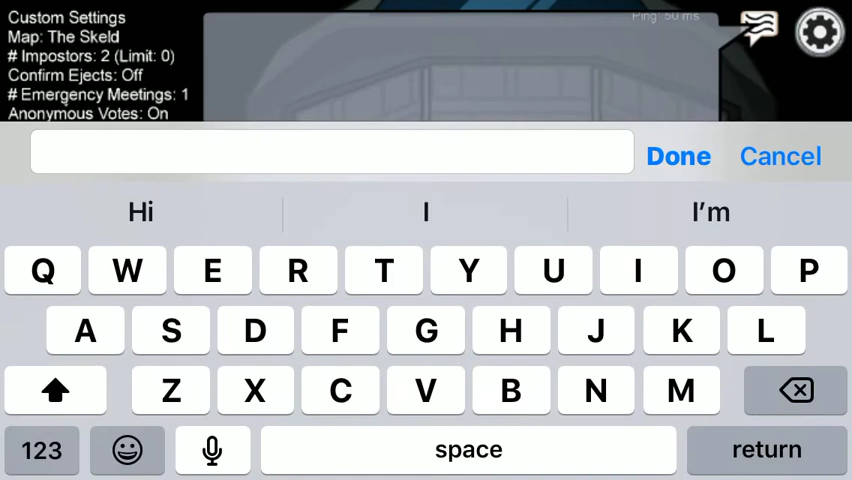 Custom Settings
Map: The Skeld
# Impostors: 2 (Limit: 0)
Confirm Ejects: Off
# Emergency Meetings: 1
Anonymous Votes: On
Ping: 50 ms
Done Cancel
Hi I I'm
Q W E R T Y U I O P
A S D F G H J K L
Z X C V B N M
123 space return